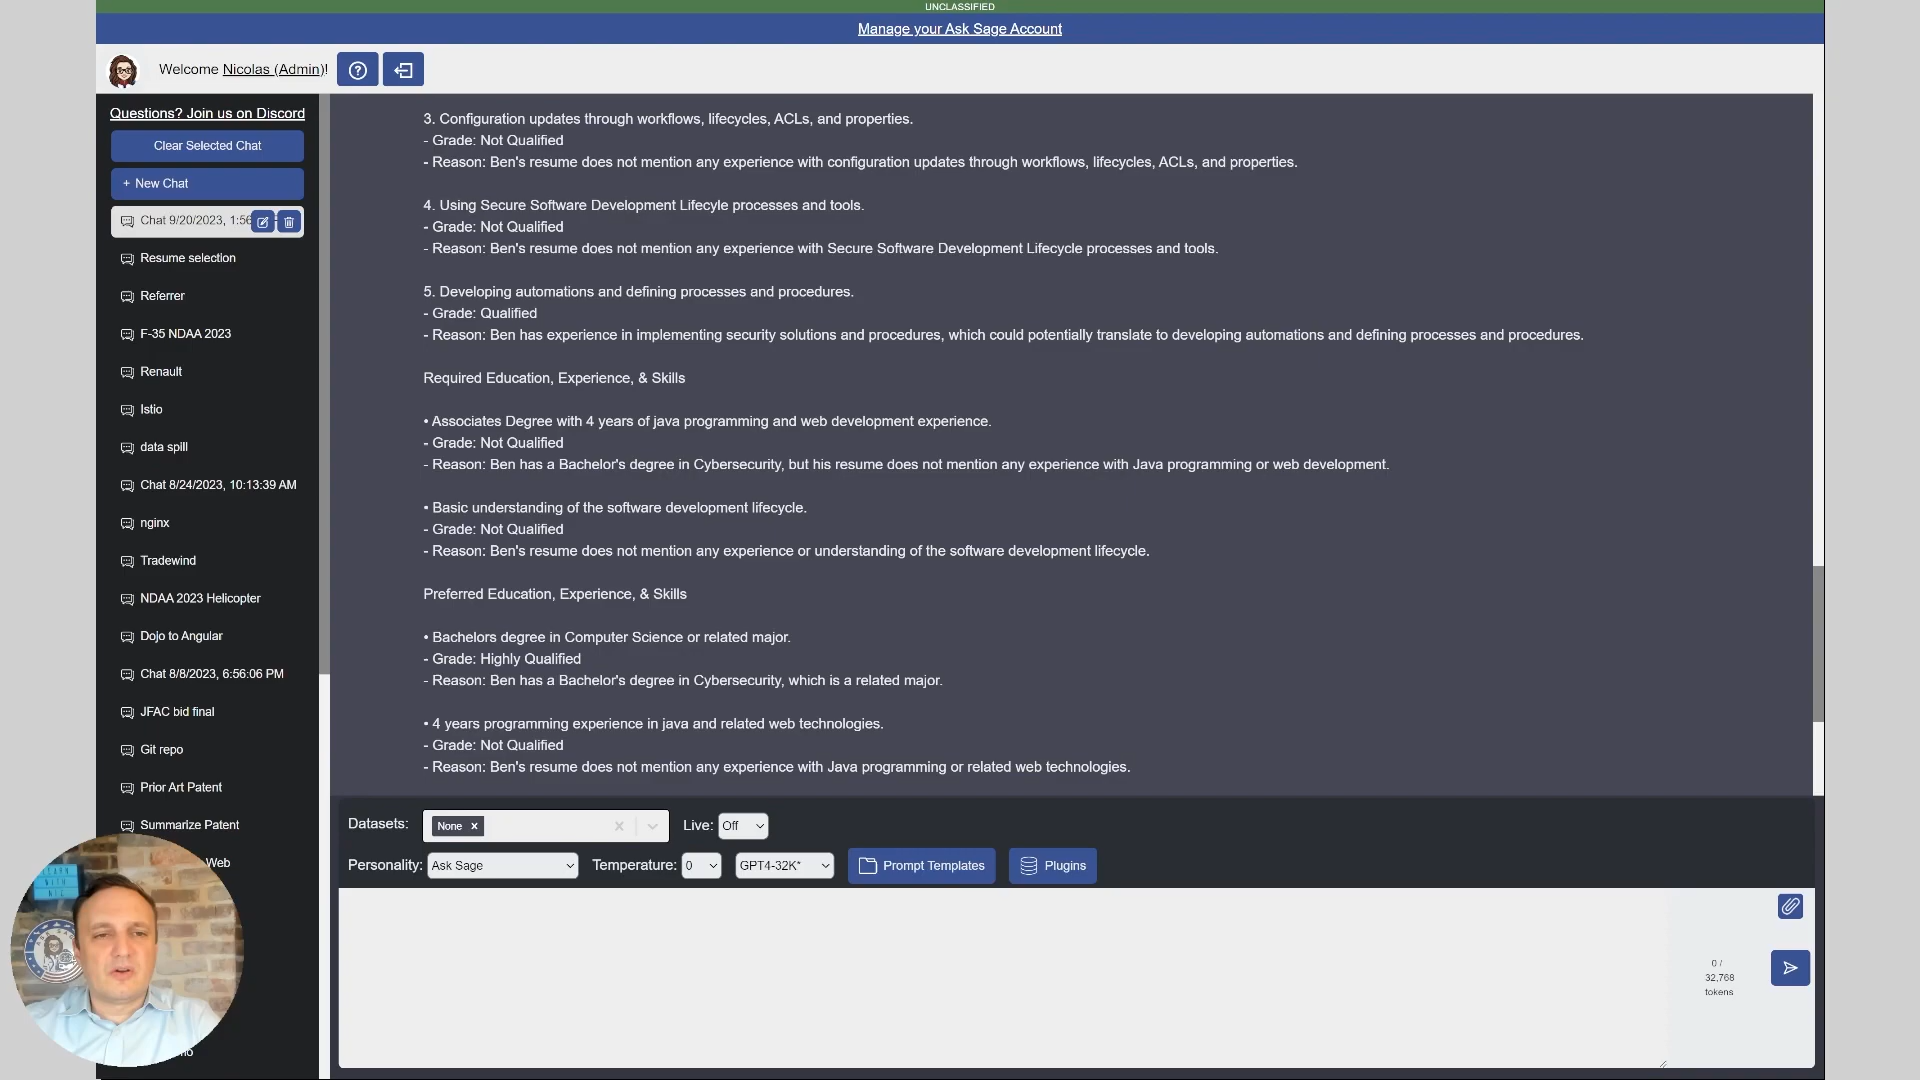 UNCLASSIFIED
Manage your Ask Sage Account
Welcome Nicolas (Admin)!
Questions? Join us on Discord
Clear Selected Chat
+ New Chat
Chat 9/20/2023, 1:56
Resume selection
Referrer
F-35 NDAA 2023
Renault
Istio
data spill
Chat 8/24/2023, 10:13:39 AM
nginx
Tradewind
NDAA 2023 Helicopter
Dojo to Angular
Chat 8/8/2023, 6:56:06 PM
JFAC bid final
Git repo
Prior Art Patent
Summarize Patent
Web
3. Configuration updates through workflows, lifecycles, ACLs, and properties.
- Grade: Not Qualified
- Reason: Ben's resume does not mention any experience with configuration updates through workflows, lifecycles, ACLs, and properties.
4. Using Secure Software Development Lifecyle processes and tools.
- Grade: Not Qualified
- Reason: Ben's resume does not mention any experience with Secure Software Development Lifecycle processes and tools.
5. Developing automations and defining processes and procedures.
- Grade: Qualified
- Reason: Ben has experience in implementing security solutions and procedures, which could potentially translate to developing automations and defining processes and procedures.
Required Education, Experience, & Skills
• Associates Degree with 4 years of java programming and web development experience.
- Grade: Not Qualified
- Reason: Ben has a Bachelor's degree in Cybersecurity, but his resume does not mention any experience with Java programming or web development.
• Basic understanding of the software development lifecycle.
- Grade: Not Qualified
- Reason: Ben's resume does not mention any experience or understanding of the software development lifecycle.
Preferred Education, Experience, & Skills
• Bachelors degree in Computer Science or related major.
- Grade: Highly Qualified
- Reason: Ben has a Bachelor's degree in Cybersecurity, which is a related major.
• 4 years programming experience in java and related web technologies.
- Grade: Not Qualified
- Reason: Ben's resume does not mention any experience with Java programming or related web technologies.
Datasets: None × Live: Off
Personality: Ask Sage Temperature: 0 GPT4-32K* Prompt Templates Plugins
0 /
32,768
tokens